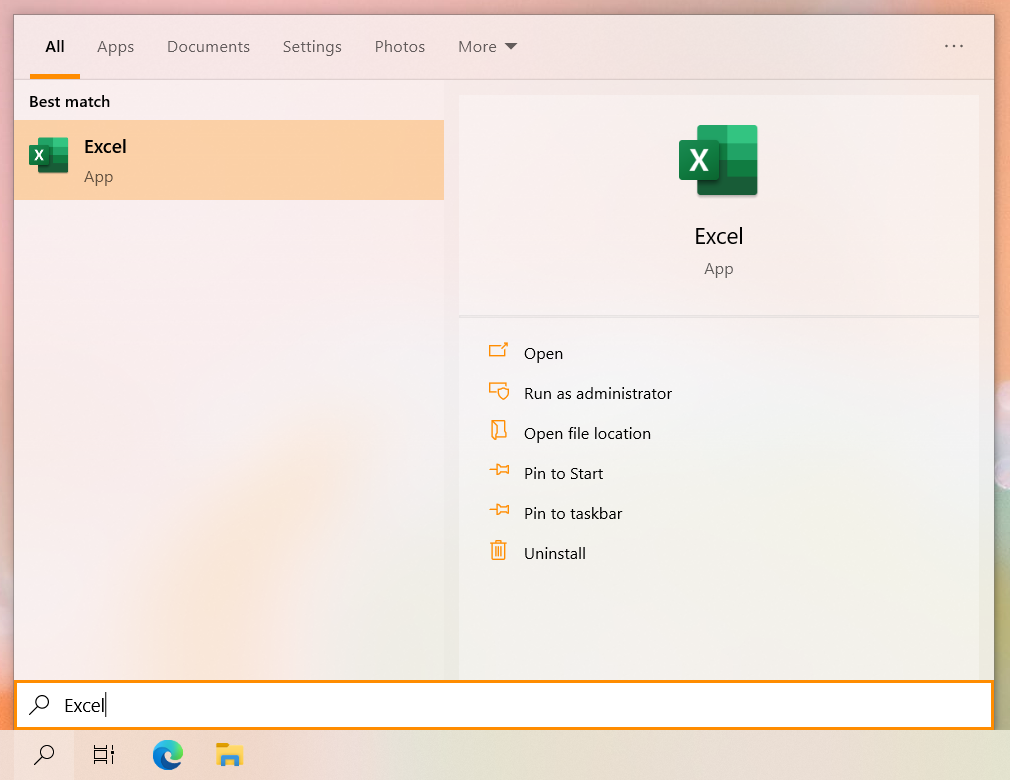 All Apps Documents Settings Photos More ...
Best match
Excel
App
X
X
Excel
App
Open
Run as administrator
Open file location
Pin to Start
Pin to taskbar
Uninstall
Excel